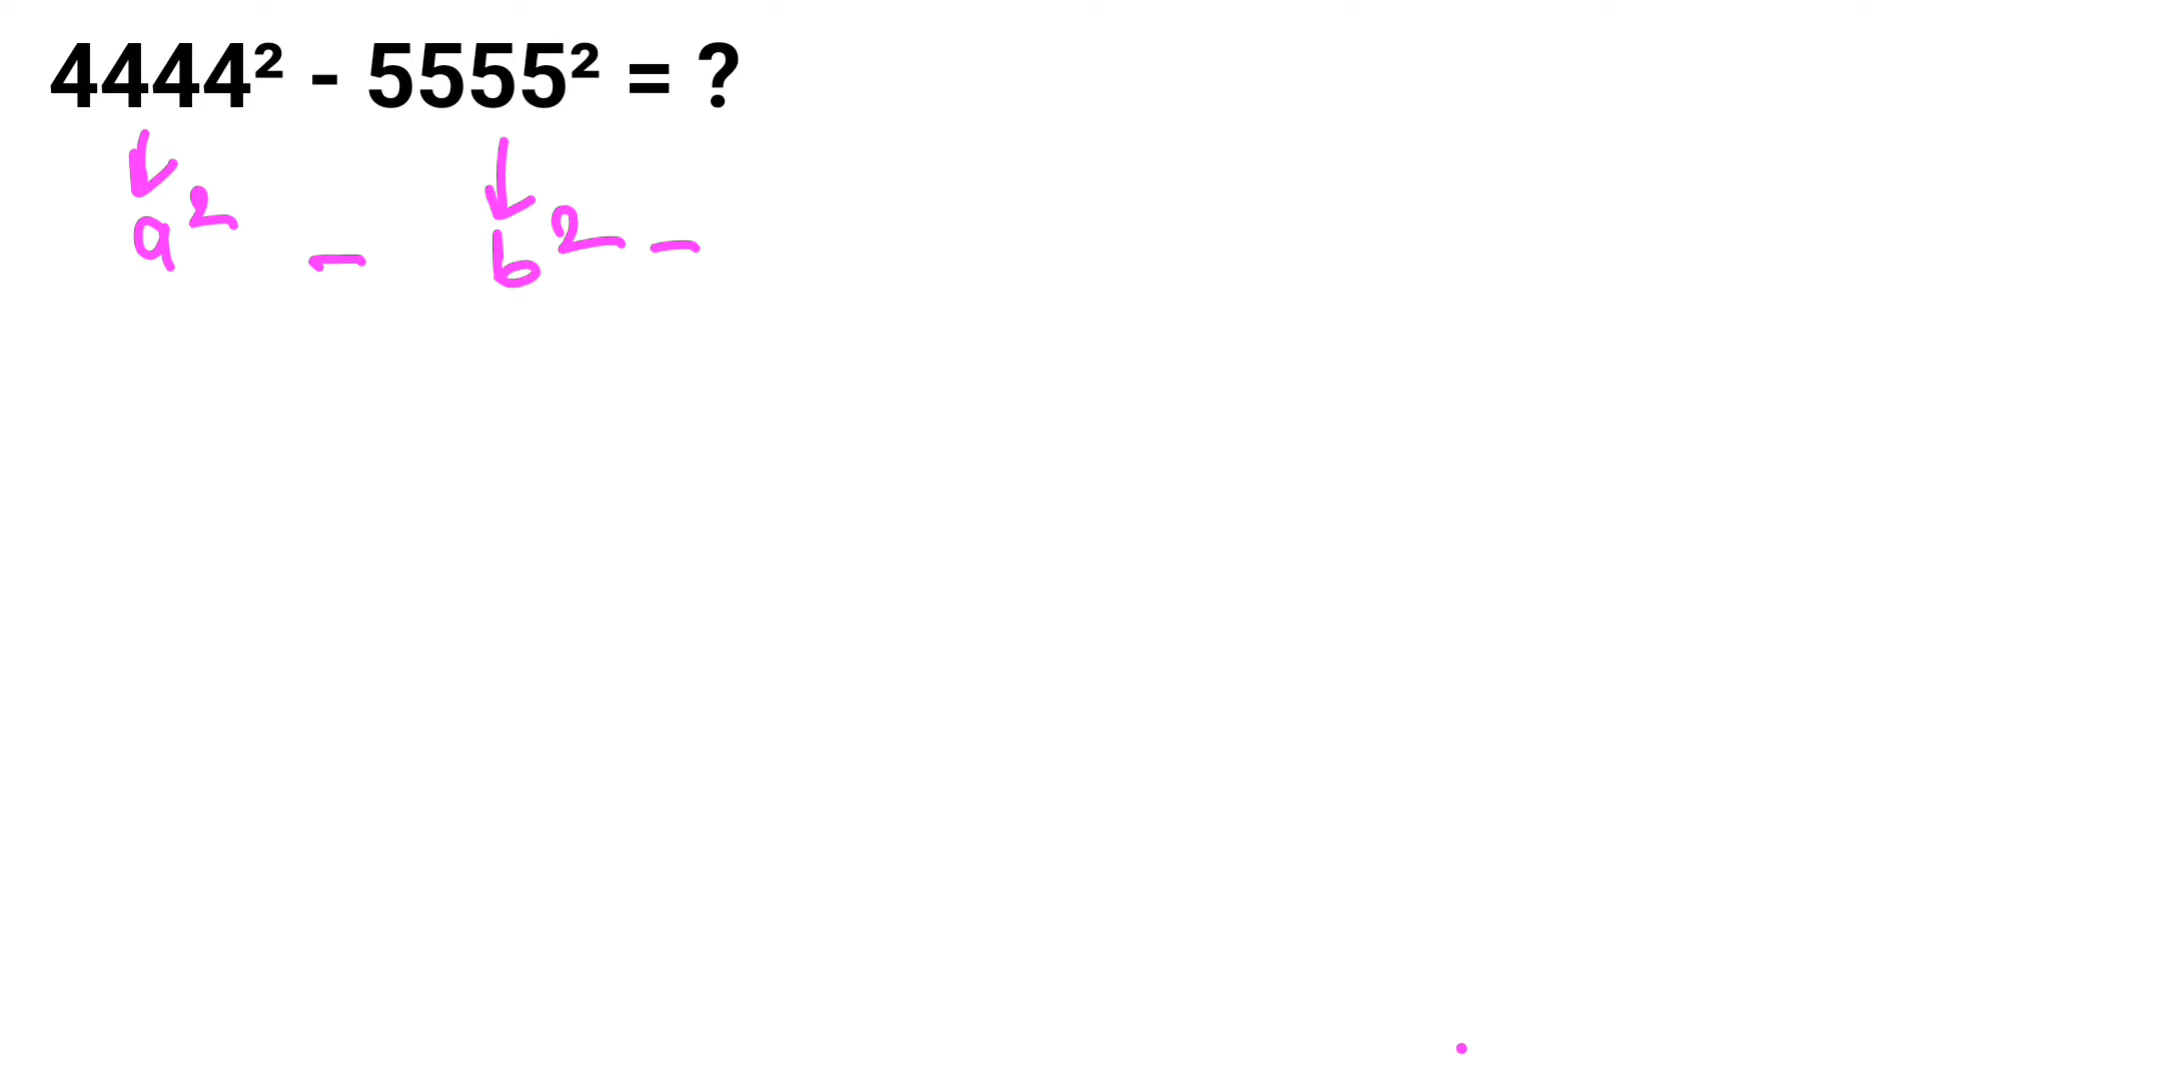 4444² - 5555² = ?
a² - b² -